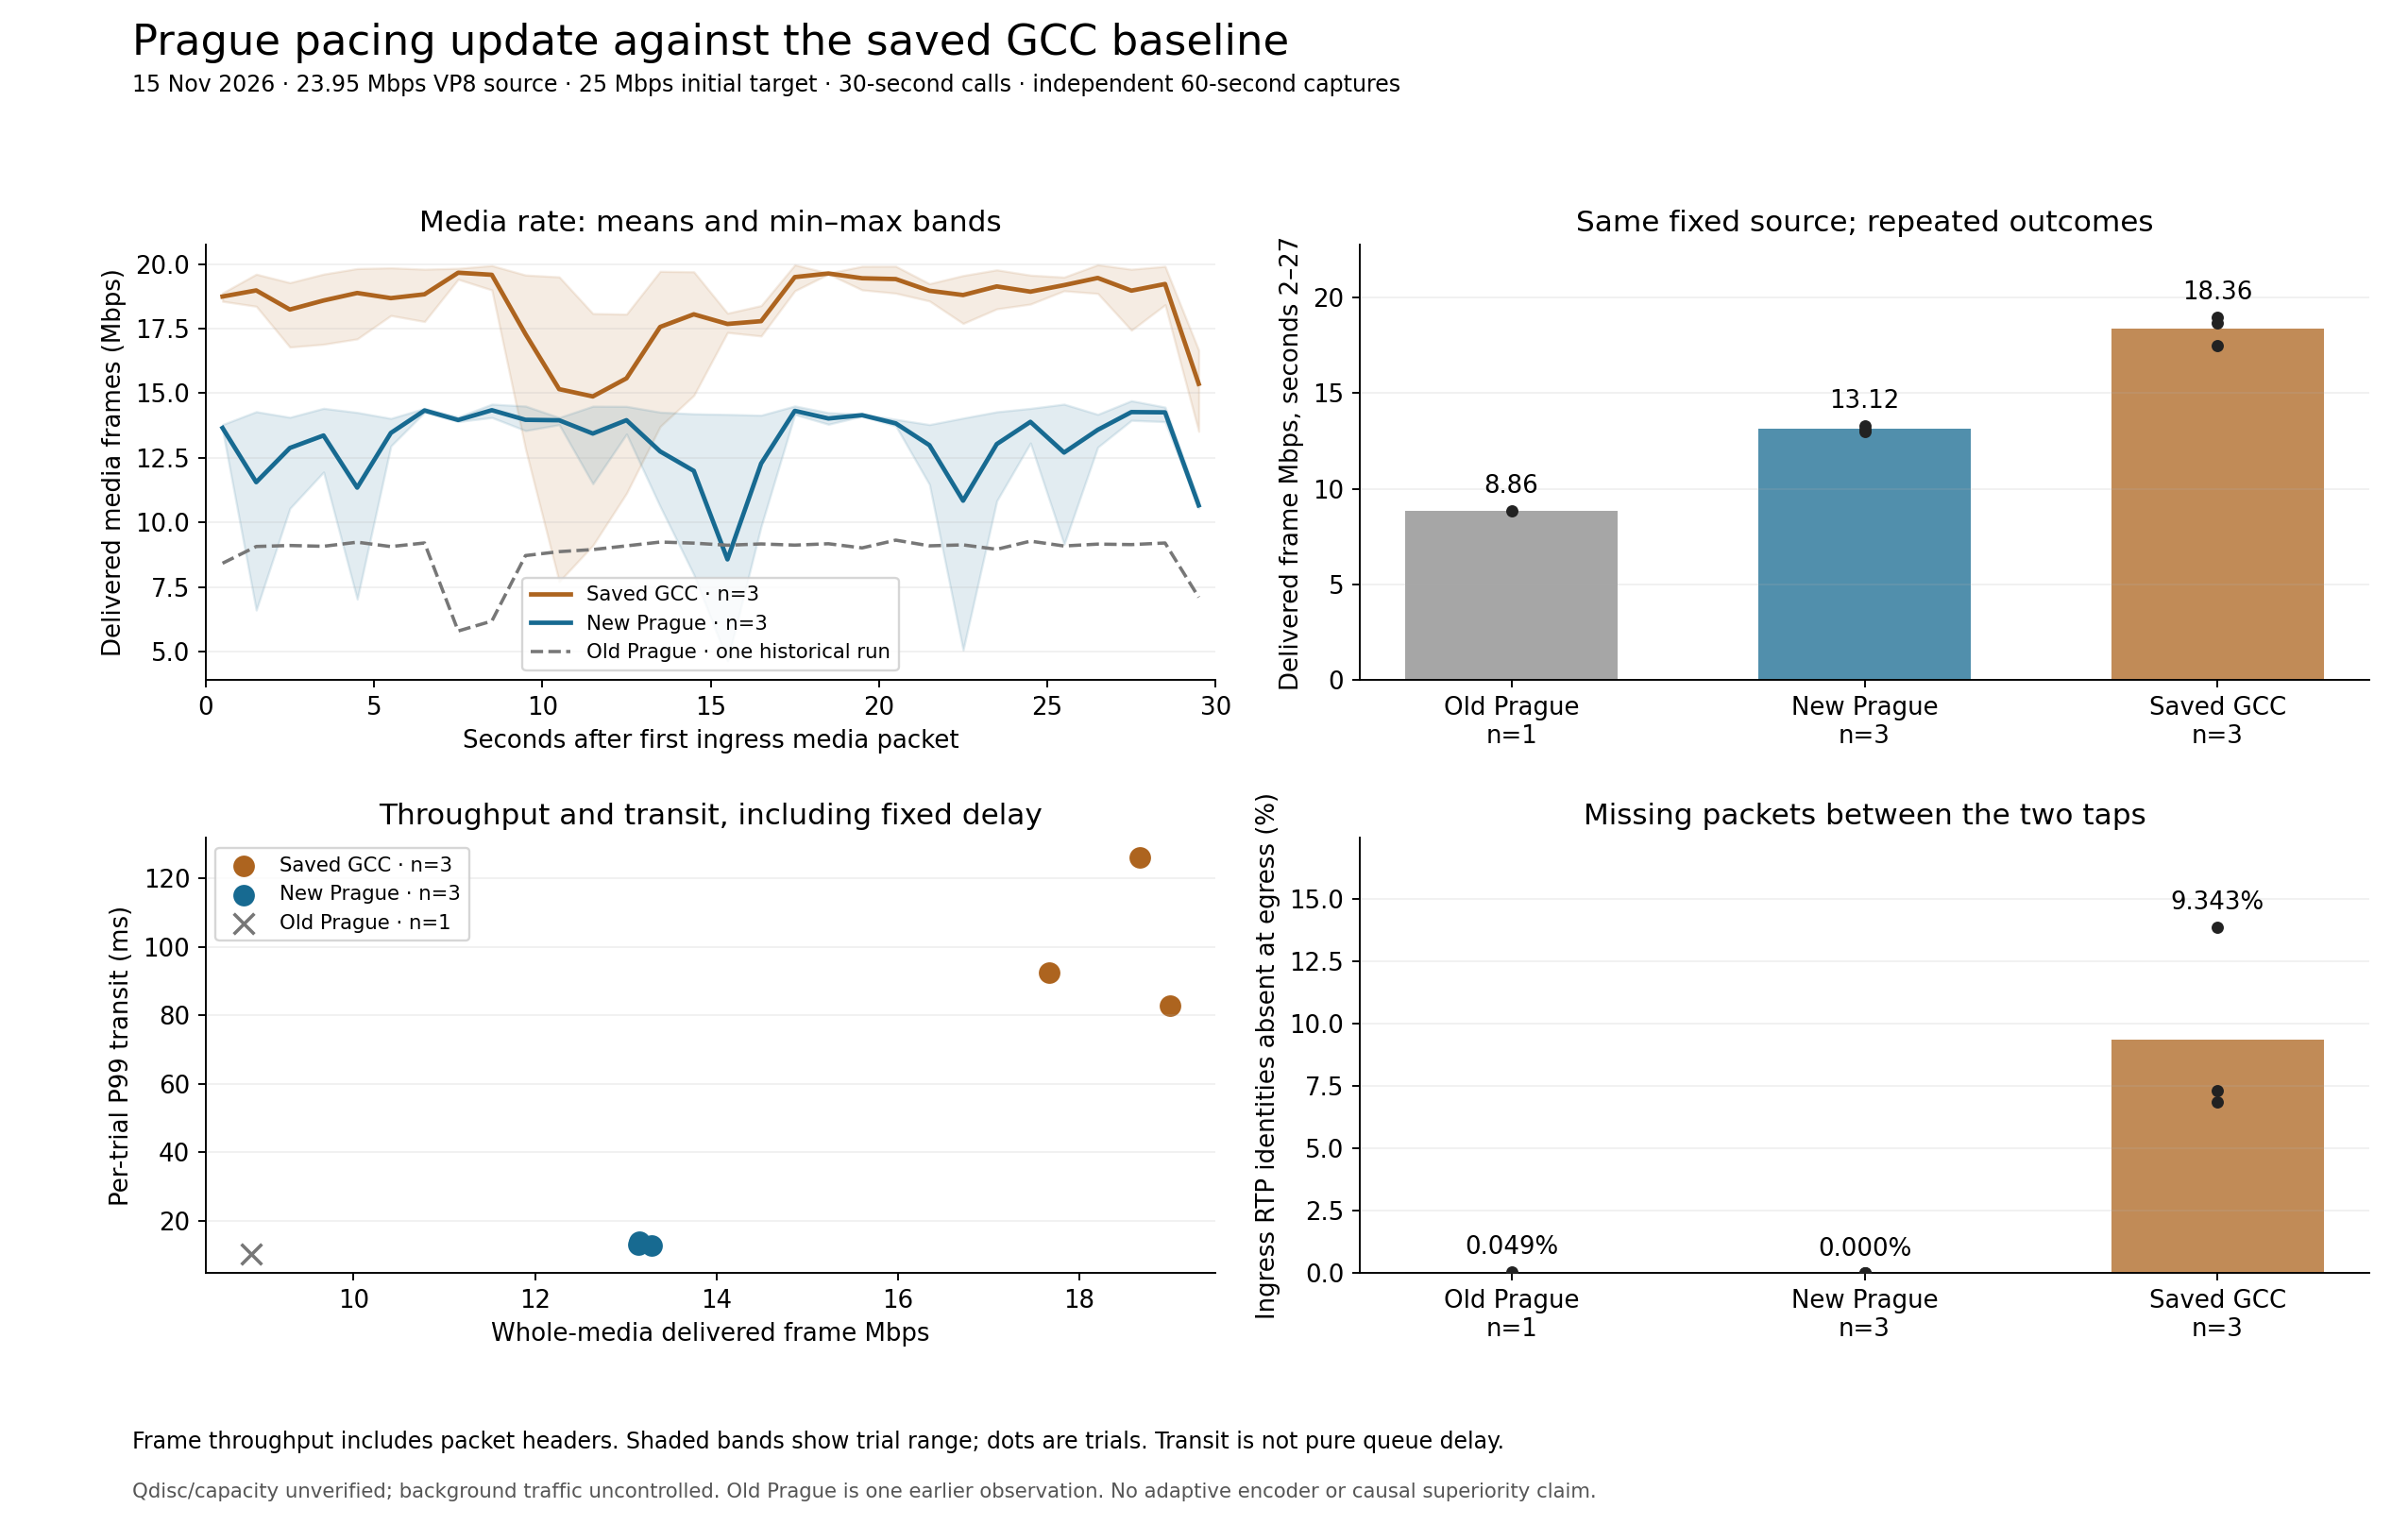 Prague pacing update against the saved GCC baseline
15 Nov 2026 · 23.95 Mbps VP8 source · 25 Mbps initial target · 30-second calls · independent 60-second captures
Media rate: means and min–max bands
Delivered media frames (Mbps)
20.0
17.5
15.0
12.5
10.0
7.5
5.0
Saved GCC · n=3
New Prague · n=3
Old Prague · one historical run
0 5 10 15 20 25 30
Seconds after first ingress media packet
Same fixed source; repeated outcomes
Delivered frame Mbps, seconds 2–27
20
15
10
5
0
8.86
13.12
18.36
Old Prague New Prague Saved GCC
n=1 n=3 n=3
Throughput and transit, including fixed delay
Per-trial P99 transit (ms)
120
100
80
60
40
20
Saved GCC · n=3
New Prague · n=3
Old Prague · n=1
10 12 14 16 18
Whole-media delivered frame Mbps
Missing packets between the two taps
Ingress RTP identities absent at egress (%)
15.0
12.5
10.0
7.5
5.0
2.5
0.0
0.049%
0.000%
9.343%
Old Prague New Prague Saved GCC
n=1 n=3 n=3
Frame throughput includes packet headers. Shaded bands show trial range; dots are trials. Transit is not pure queue delay.
Qdisc/capacity unverified; background traffic uncontrolled. Old Prague is one earlier observation. No adaptive encoder or causal superiority claim.